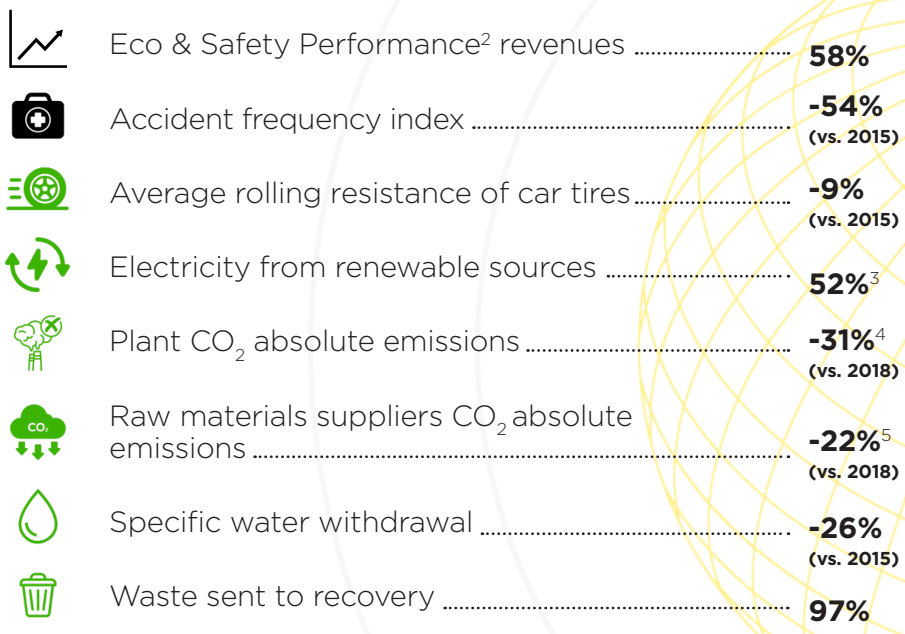 Eco & Safety Performance² revenues 58%
Accident frequency index -54%
(vs. 2015)
Average rolling resistance of car tires -9%
(vs. 2015)
Electricity from renewable sources 52%³
Plant CO₂ absolute emissions -31%⁴
(vs. 2018)
CO₂
Raw materials suppliers CO₂ absolute
emissions -22%⁵
(vs. 2018)
Specific water withdrawal -26%
(vs. 2015)
Waste sent to recovery 97%